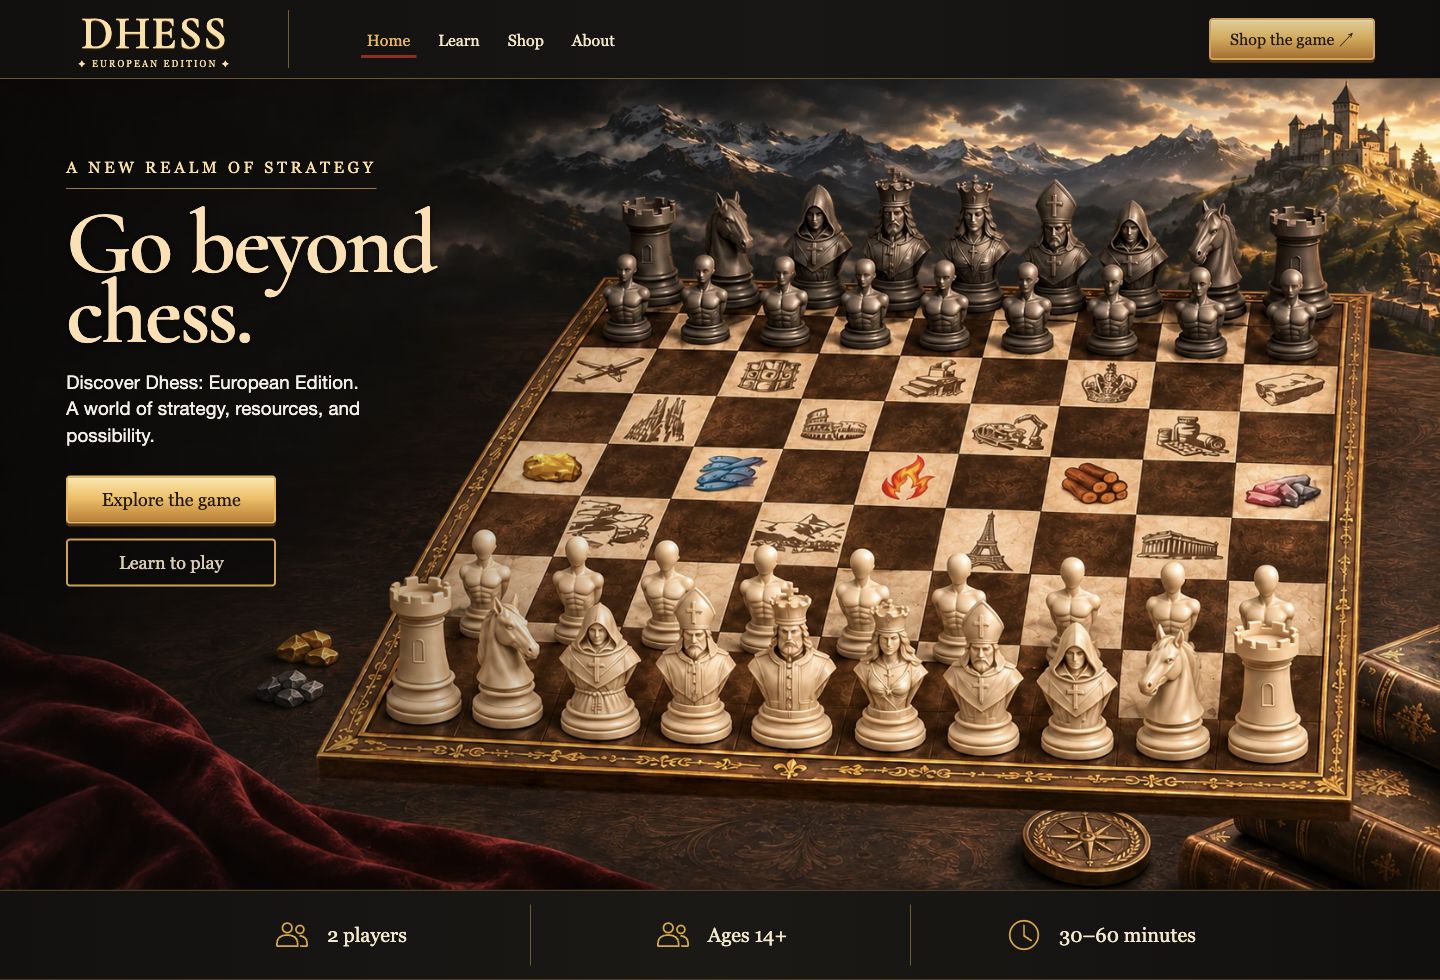 DHESS
✦ EUROPEAN EDITION ✦
Home
Learn
Shop
About
Shop the game ↗
A NEW REALM OF STRATEGY
Go beyond
chess.
Discover Dhess: European Edition.
A world of strategy, resources, and
possibility.
Explore the game
Learn to play
2 players
Ages 14+
30–60 minutes